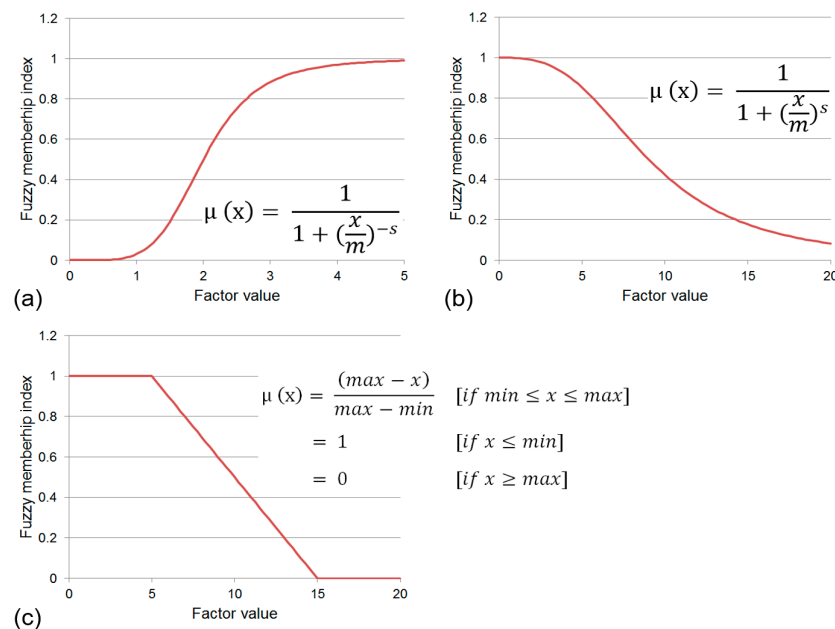 1.2
1
0.8
0.6
0.4
0.2
0
Fuzzy memberhip index
μ (x) = 1 / (1 + (x/m)^−s)
0 1 2 3 4 5
Factor value
(a)
1.2
1
0.8
0.6
0.4
0.2
0
Fuzzy memberhip index
μ (x) = 1 / (1 + (x/m)^s)
0 5 10 15 20
Factor value
(b)
1.2
1
0.8
0.6
0.4
0.2
0
Fuzzy memberhip index
μ (x) = (max − x) / (max − min) [if min ≤ x ≤ max]
= 1 [if x ≤ min]
= 0 [if x ≥ max]
0 5 10 15 20
Factor value
(c)